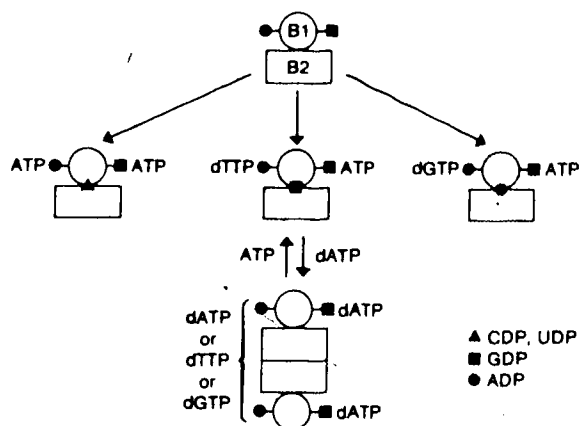 B1
B2
ATP ATP
dTTP ATP
dGTP ATP
ATP dATP
dATP
or
dTTP
or
dGTP
dATP
dATP
CDP, UDP
GDP
ADP